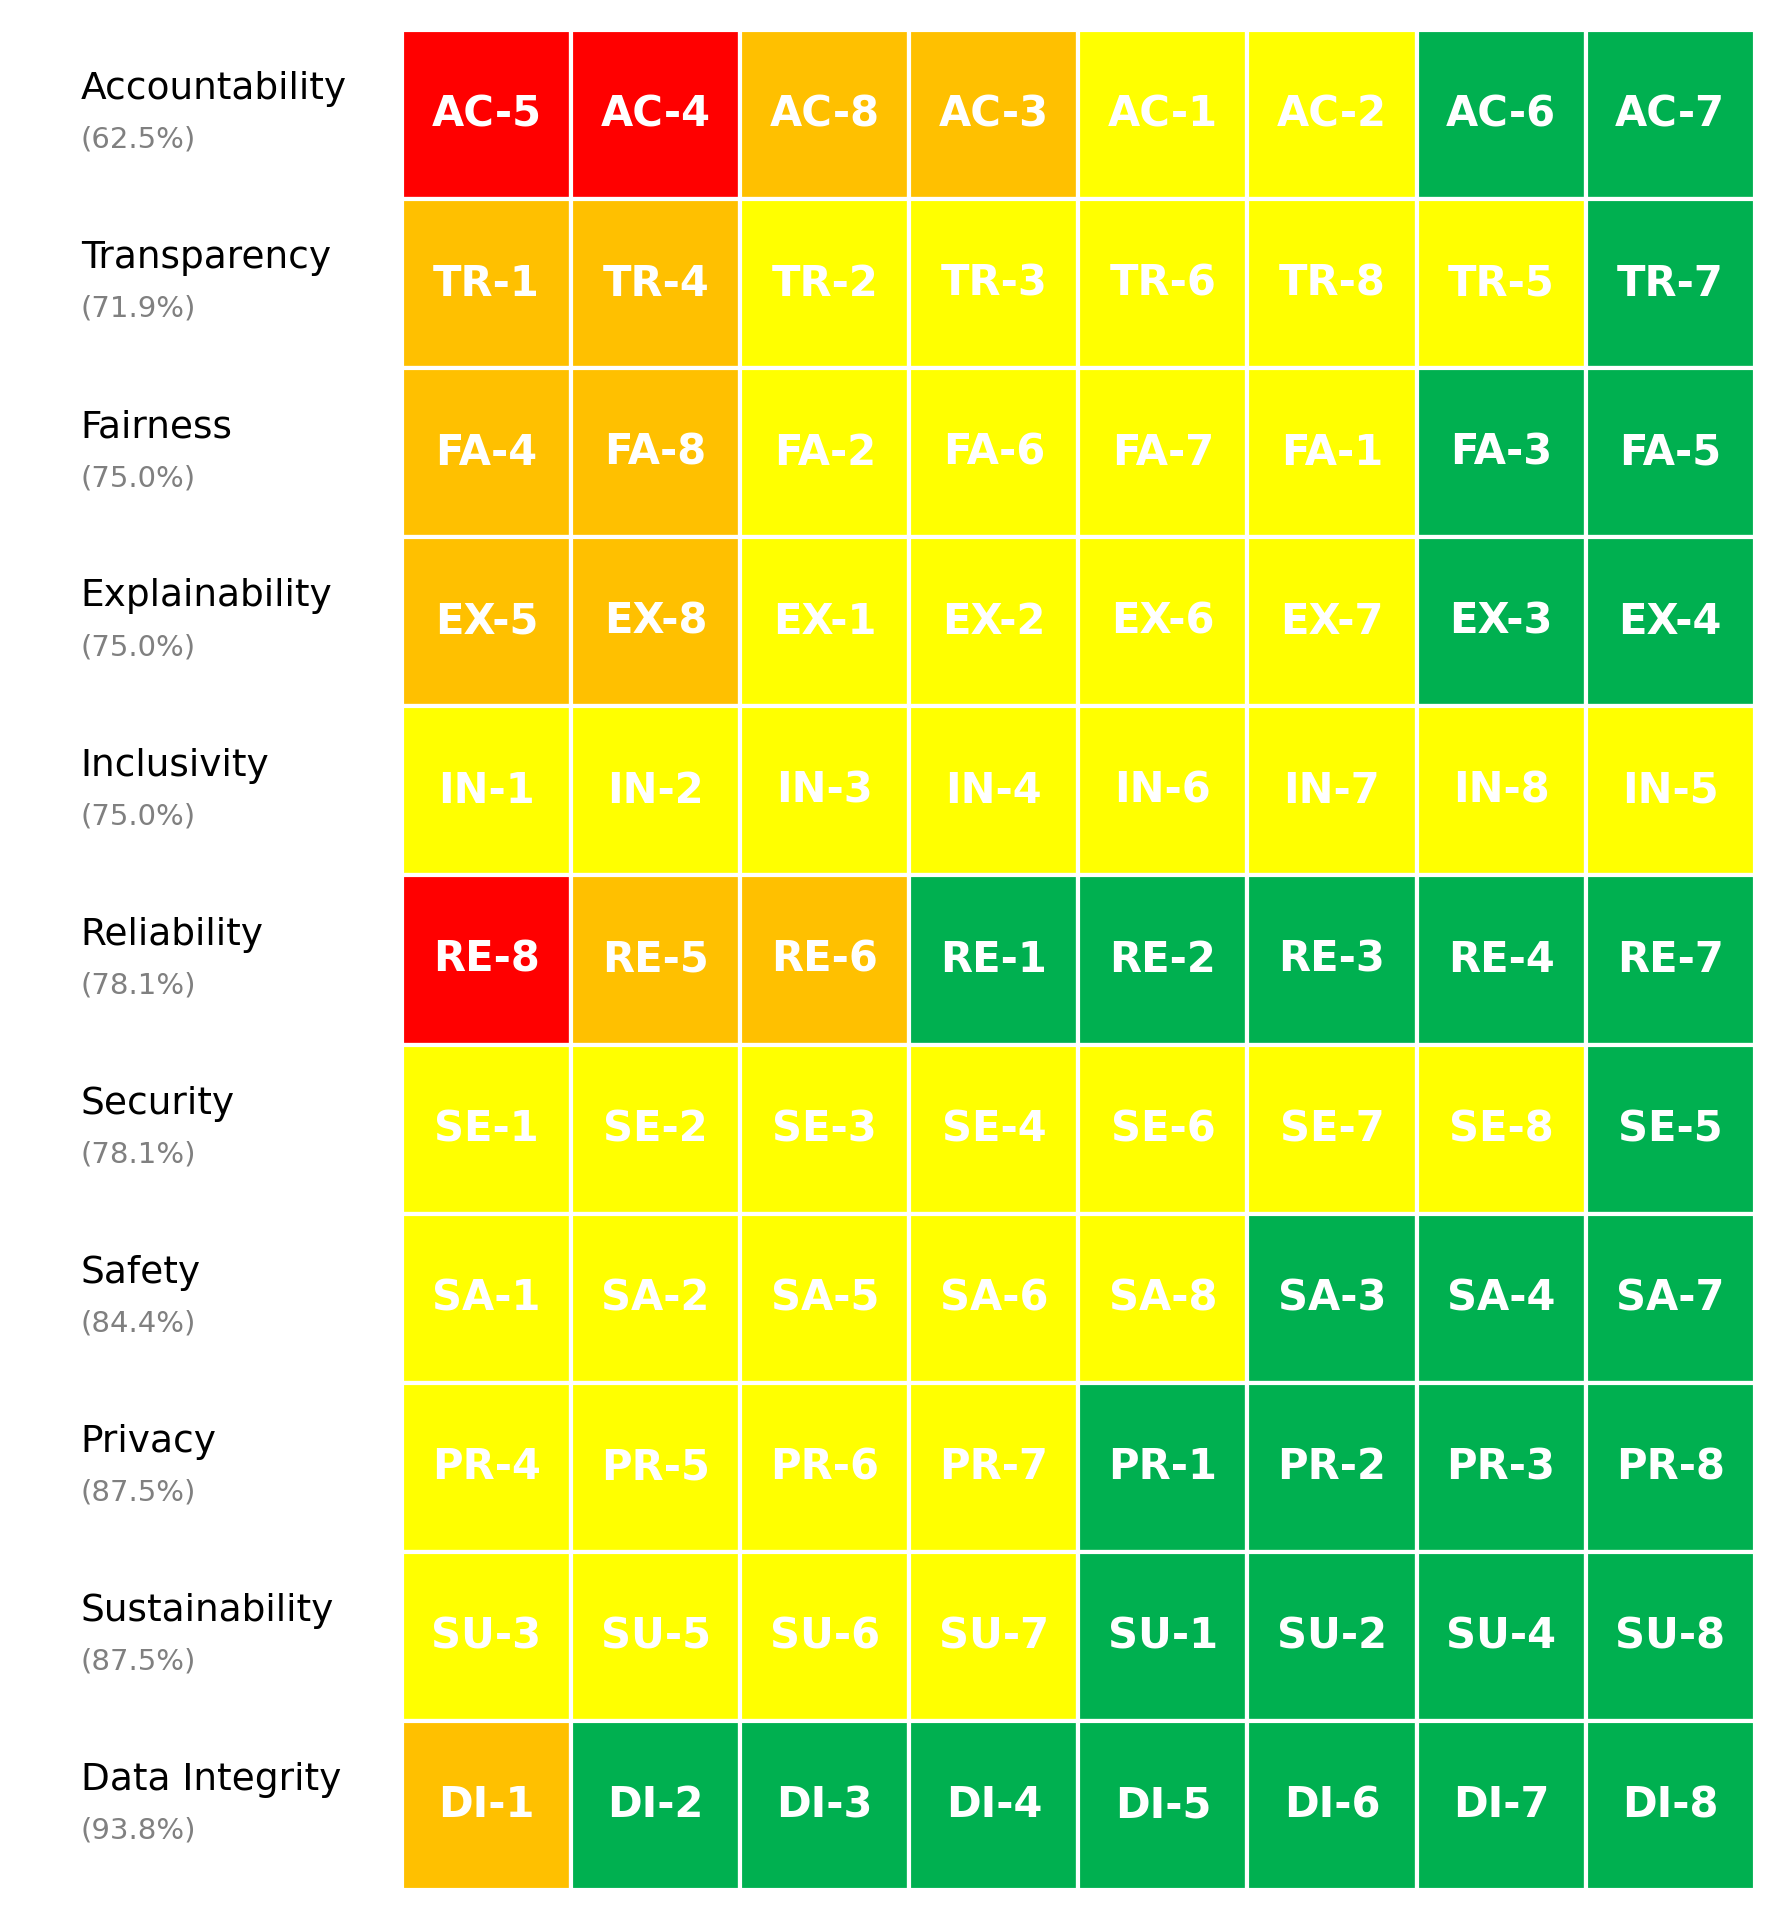 Accountability
(62.5%)
AC-5 AC-4 AC-8 AC-3 AC-1 AC-2 AC-6 AC-7
Transparency
(71.9%)
TR-1 TR-4 TR-2 TR-3 TR-6 TR-8 TR-5 TR-7
Fairness
(75.0%)
FA-4 FA-8 FA-2 FA-6 FA-7 FA-1 FA-3 FA-5
Explainability
(75.0%)
EX-5 EX-8 EX-1 EX-2 EX-6 EX-7 EX-3 EX-4
Inclusivity
(75.0%)
IN-1 IN-2 IN-3 IN-4 IN-6 IN-7 IN-8 IN-5
Reliability
(78.1%)
RE-8 RE-5 RE-6 RE-1 RE-2 RE-3 RE-4 RE-7
Security
(78.1%)
SE-1 SE-2 SE-3 SE-4 SE-6 SE-7 SE-8 SE-5
Safety
(84.4%)
SA-1 SA-2 SA-5 SA-6 SA-8 SA-3 SA-4 SA-7
Privacy
(87.5%)
PR-4 PR-5 PR-6 PR-7 PR-1 PR-2 PR-3 PR-8
Sustainability
(87.5%)
SU-3 SU-5 SU-6 SU-7 SU-1 SU-2 SU-4 SU-8
Data Integrity
(93.8%)
DI-1 DI-2 DI-3 DI-4 DI-5 DI-6 DI-7 DI-8